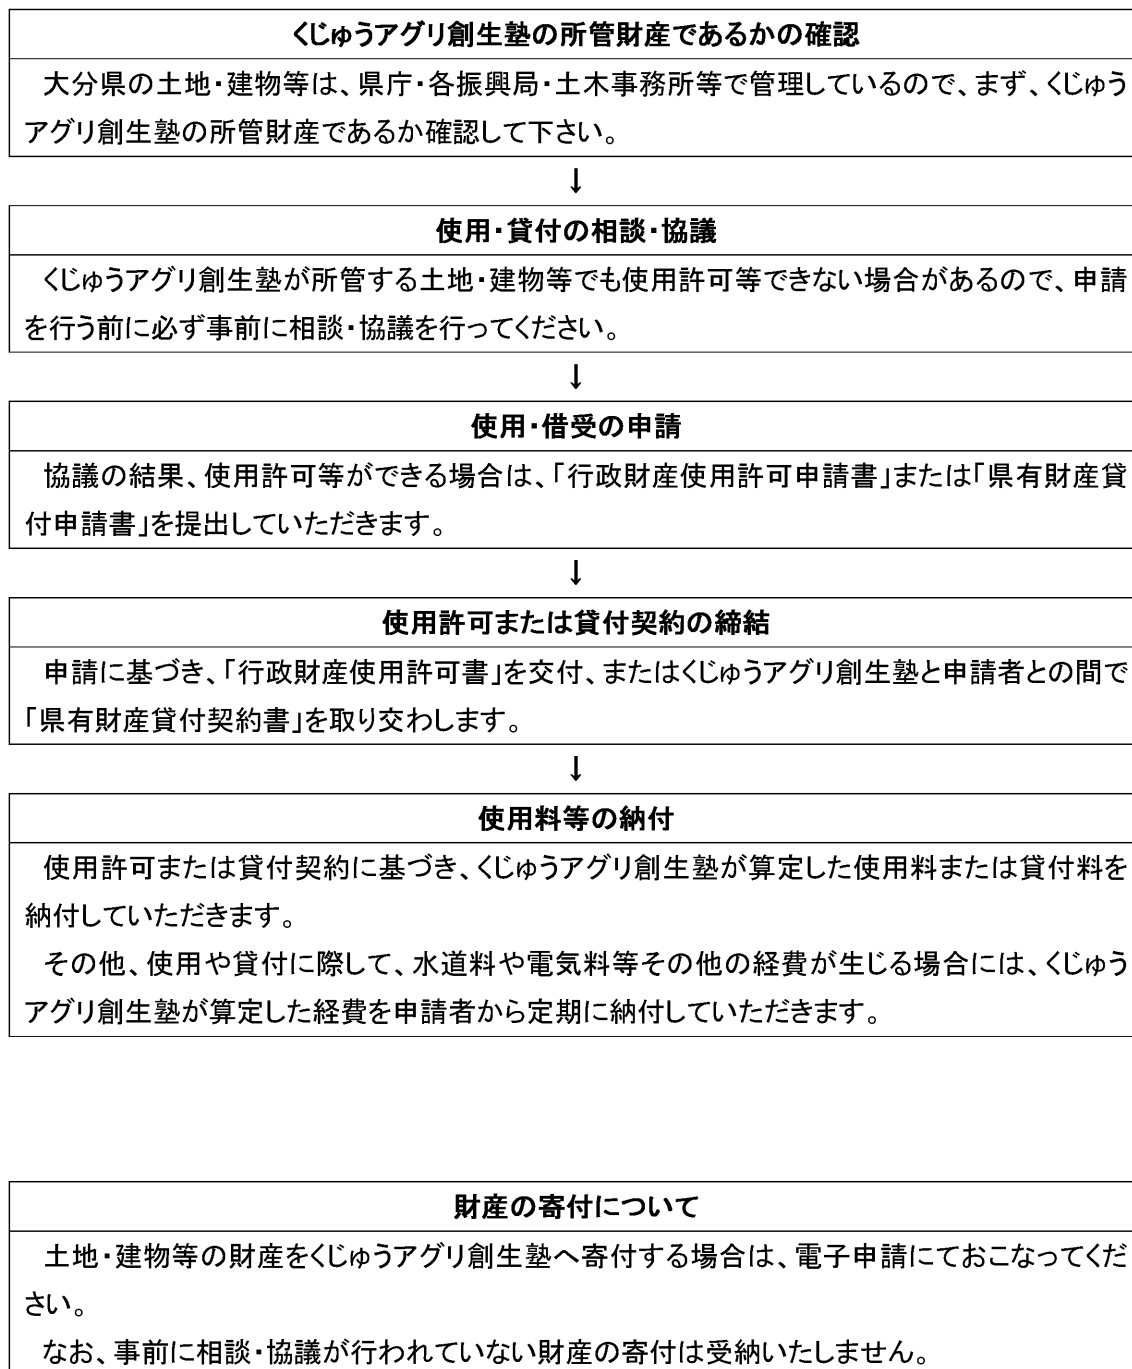 くじゅうアグリ創生塾の所管財産であるかの確認
大分県の土地・建物等は、県庁・各振興局・土木事務所等で管理しているので、まず、くじゅう
アグリ創生塾の所管財産であるか確認して下さい。
↓
使用・貸付の相談・協議
くじゅうアグリ創生塾が所管する土地・建物等でも使用許可等できない場合があるので、申請
を行う前に必ず事前に相談・協議を行ってください。
↓
使用・借受の申請
協議の結果、使用許可等ができる場合は、「行政財産使用許可申請書」または「県有財産貸
付申請書」を提出していただきます。
↓
使用許可または貸付契約の締結
申請に基づき、「行政財産使用許可書」を交付、またはくじゅうアグリ創生塾と申請者との間で
「県有財産貸付契約書」を取り交わします。
↓
使用料等の納付
使用許可または貸付契約に基づき、くじゅうアグリ創生塾が算定した使用料または貸付料を
納付していただきます。
その他、使用や貸付に際して、水道料や電気料等その他の経費が生じる場合には、くじゅう
アグリ創生塾が算定した経費を申請者から定期に納付していただきます。
財産の寄付について
土地・建物等の財産をくじゅうアグリ創生塾へ寄付する場合は、電子申請にておこなってくだ
さい。
なお、事前に相談・協議が行われていない財産の寄付は受納いたしません。